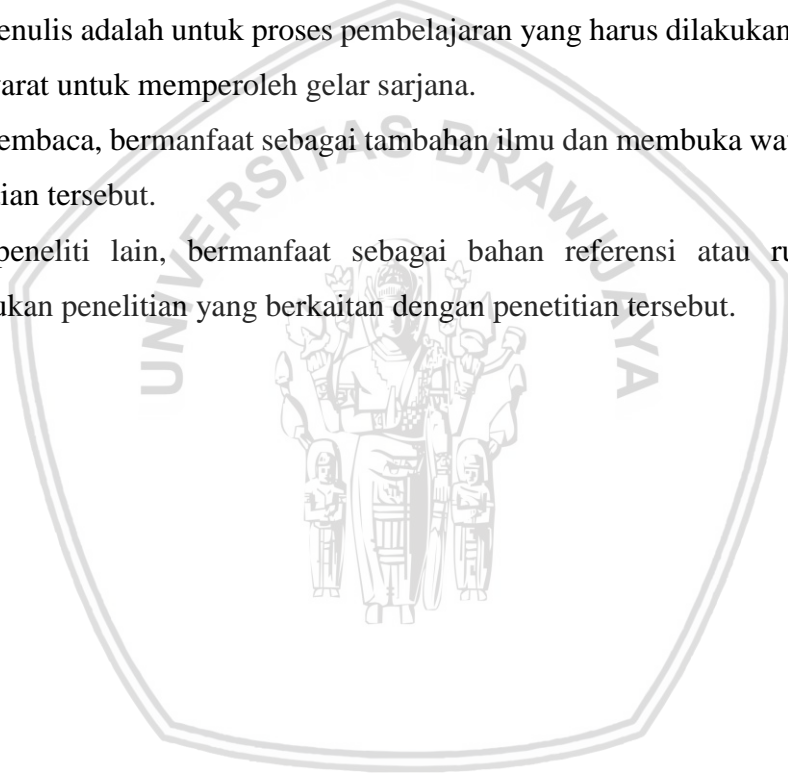 enulis adalah untuk proses pembelajaran yang harus dilakukan
arat untuk memperoleh gelar sarjana.
embaca, bermanfaat sebagai tambahan ilmu dan membuka wa
ian tersebut.
peneliti lain, bermanfaat sebagai bahan referensi atau ru
ukan penelitian yang berkaitan dengan penetitian tersebut.
UNIVERSITAS BRAWIJAYA